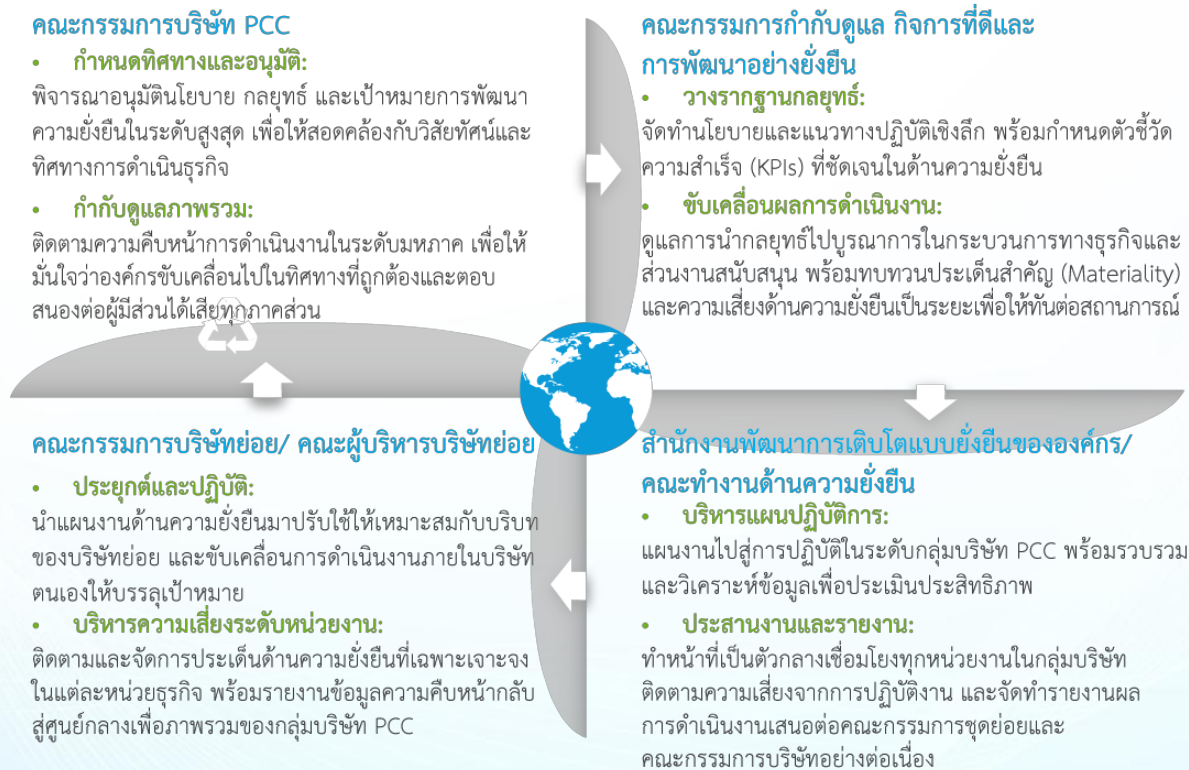 คณะกรรมการบริษัท PCC
• กำหนดทิศทางและอนุมัติ:
พิจารณาอนุมัตินโยบาย กลยุทธ์ และเป้าหมายการพัฒนา
ความยั่งยืนในระดับสูงสุด เพื่อให้สอดคล้องกับวิสัยทัศน์และ
ทิศทางการดำเนินธุรกิจ
• กำกับดูแลภาพรวม:
ติดตามความคืบหน้าการดำเนินงานในระดับมหภาค เพื่อให้
มั่นใจว่าองค์กรขับเคลื่อนไปในทิศทางที่ถูกต้องและตอบ
สนองต่อผู้มีส่วนได้เสียทุกภาคส่วน
คณะกรรมการกำกับดูแล กิจการที่ดีและ
การพัฒนาอย่างยั่งยืน
• วางรากฐานกลยุทธ์:
จัดทำนโยบายและแนวทางปฏิบัติเชิงลึก พร้อมกำหนดตัวชี้วัด
ความสำเร็จ (KPIs) ที่ชัดเจนในด้านความยั่งยืน
• ขับเคลื่อนผลการดำเนินงาน:
ดูแลการนำกลยุทธ์ไปบูรณาการในกระบวนการทางธุรกิจและ
ส่วนงานสนับสนุน พร้อมทบทวนประเด็นสำคัญ (Materiality)
และความเสี่ยงด้านความยั่งยืนเป็นระยะเพื่อให้ทันต่อสถานการณ์
คณะกรรมการบริษัทย่อย/ คณะผู้บริหารบริษัทย่อย
• ประยุกต์และปฏิบัติ:
นำแผนงานด้านความยั่งยืนมาปรับใช้ให้เหมาะสมกับบริบท
ของบริษัทย่อย และขับเคลื่อนการดำเนินงานภายในบริษัท
ตนเองให้บรรลุเป้าหมาย
• บริหารความเสี่ยงระดับหน่วยงาน:
ติดตามและจัดการประเด็นด้านความยั่งยืนที่เฉพาะเจาะจง
ในแต่ละหน่วยธุรกิจ พร้อมรายงานข้อมูลความคืบหน้ากลับ
สู่ศูนย์กลางเพื่อภาพรวมของกลุ่มบริษัท PCC
สำนักงานพัฒนาการเติบโตแบบยั่งยืนขององค์กร/
คณะทำงานด้านความยั่งยืน
• บริหารแผนปฏิบัติการ:
แผนงานไปสู่การปฏิบัติในระดับกลุ่มบริษัท PCC พร้อมรวบรวม
และวิเคราะห์ข้อมูลเพื่อประเมินประสิทธิภาพ
• ประสานงานและรายงาน:
ทำหน้าที่เป็นตัวกลางเชื่อมโยงทุกหน่วยงานในกลุ่มบริษัท
ติดตามความเสี่ยงจากการปฏิบัติงาน และจัดทำรายงานผล
การดำเนินงานเสนอต่อคณะกรรมการชุดย่อยและ
คณะกรรมการบริษัทอย่างต่อเนื่อง